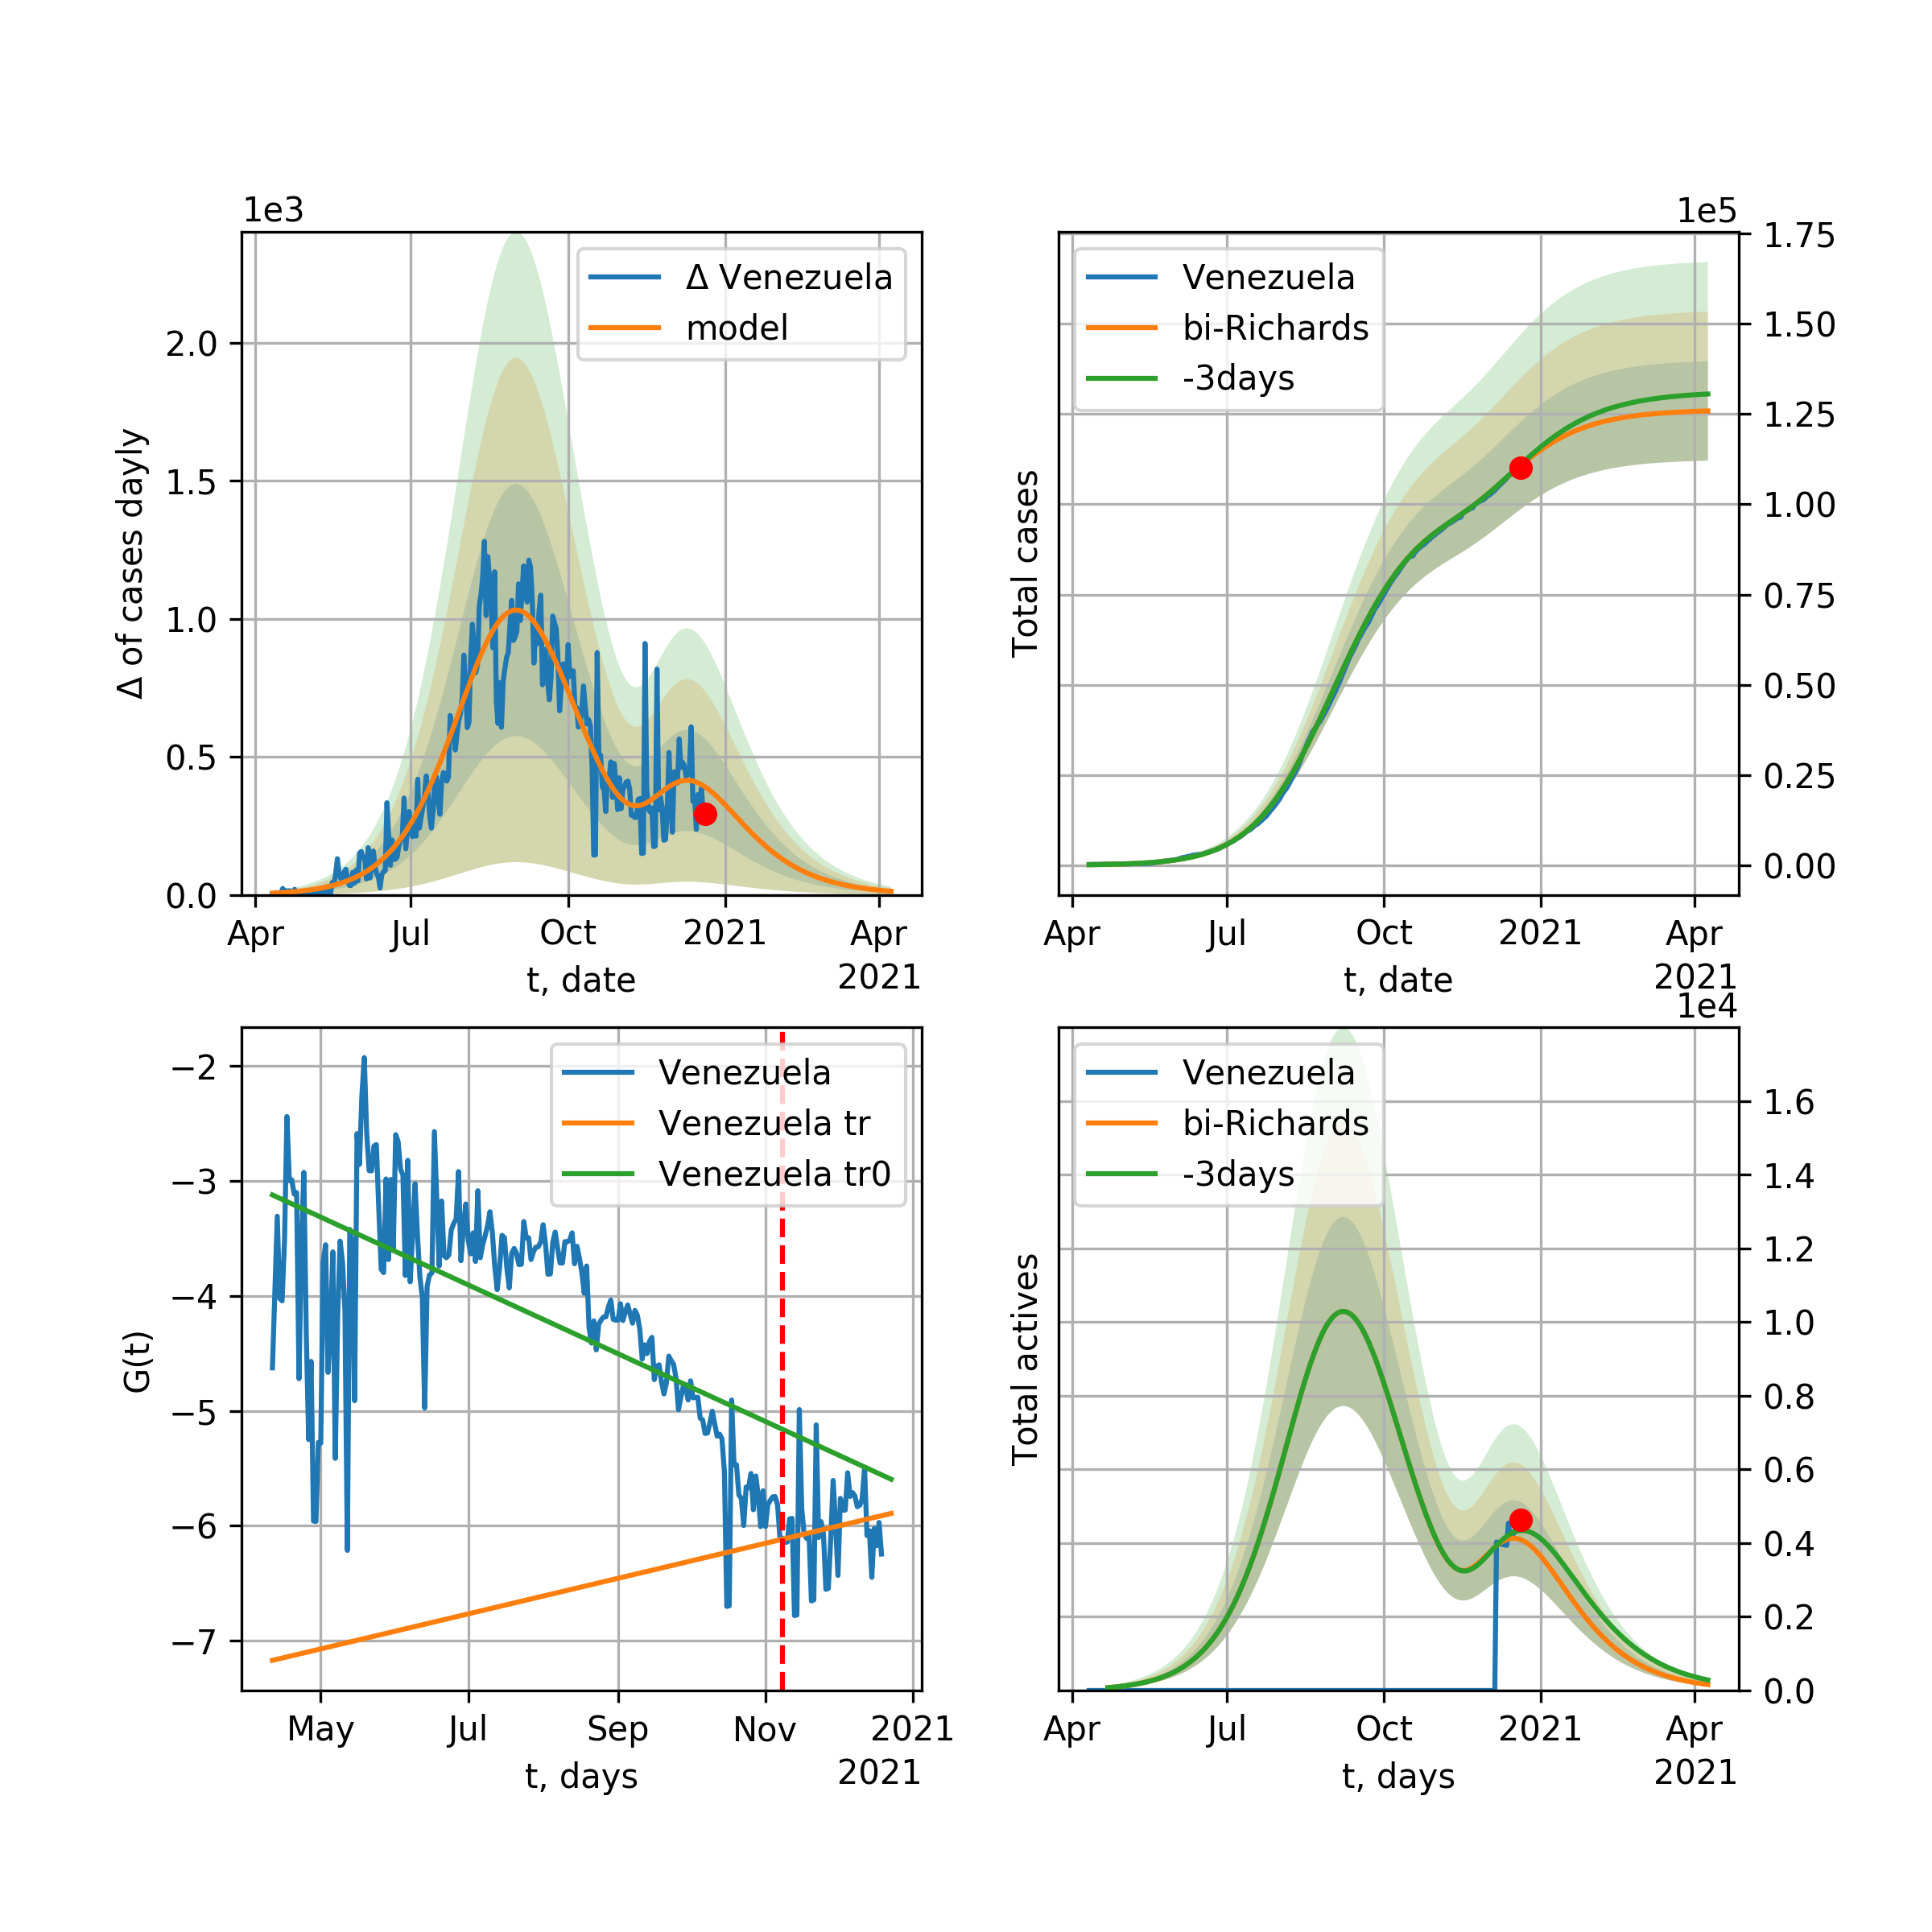 1e3
Δ of cases dayly
2.0
1.5
1.0
0.5
0.0
Δ Venezuela
model
Apr Jul Oct 2021 Apr
2021
t, date
1e5
Total cases
Venezuela
bi-Richards
-3days
1.75
1.50
1.25
1.00
0.75
0.50
0.25
0.00
Apr Jul Oct 2021 Apr
2021
t, date
G(t)
−2
−3
−4
−5
−6
−7
Venezuela
Venezuela tr
Venezuela tr0
May Jul Sep Nov 2021
2021
t, days
1e4
Total actives
Venezuela
bi-Richards
-3days
1.6
1.4
1.2
1.0
0.8
0.6
0.4
0.2
0.0
Apr Jul Oct 2021 Apr
2021
t, days